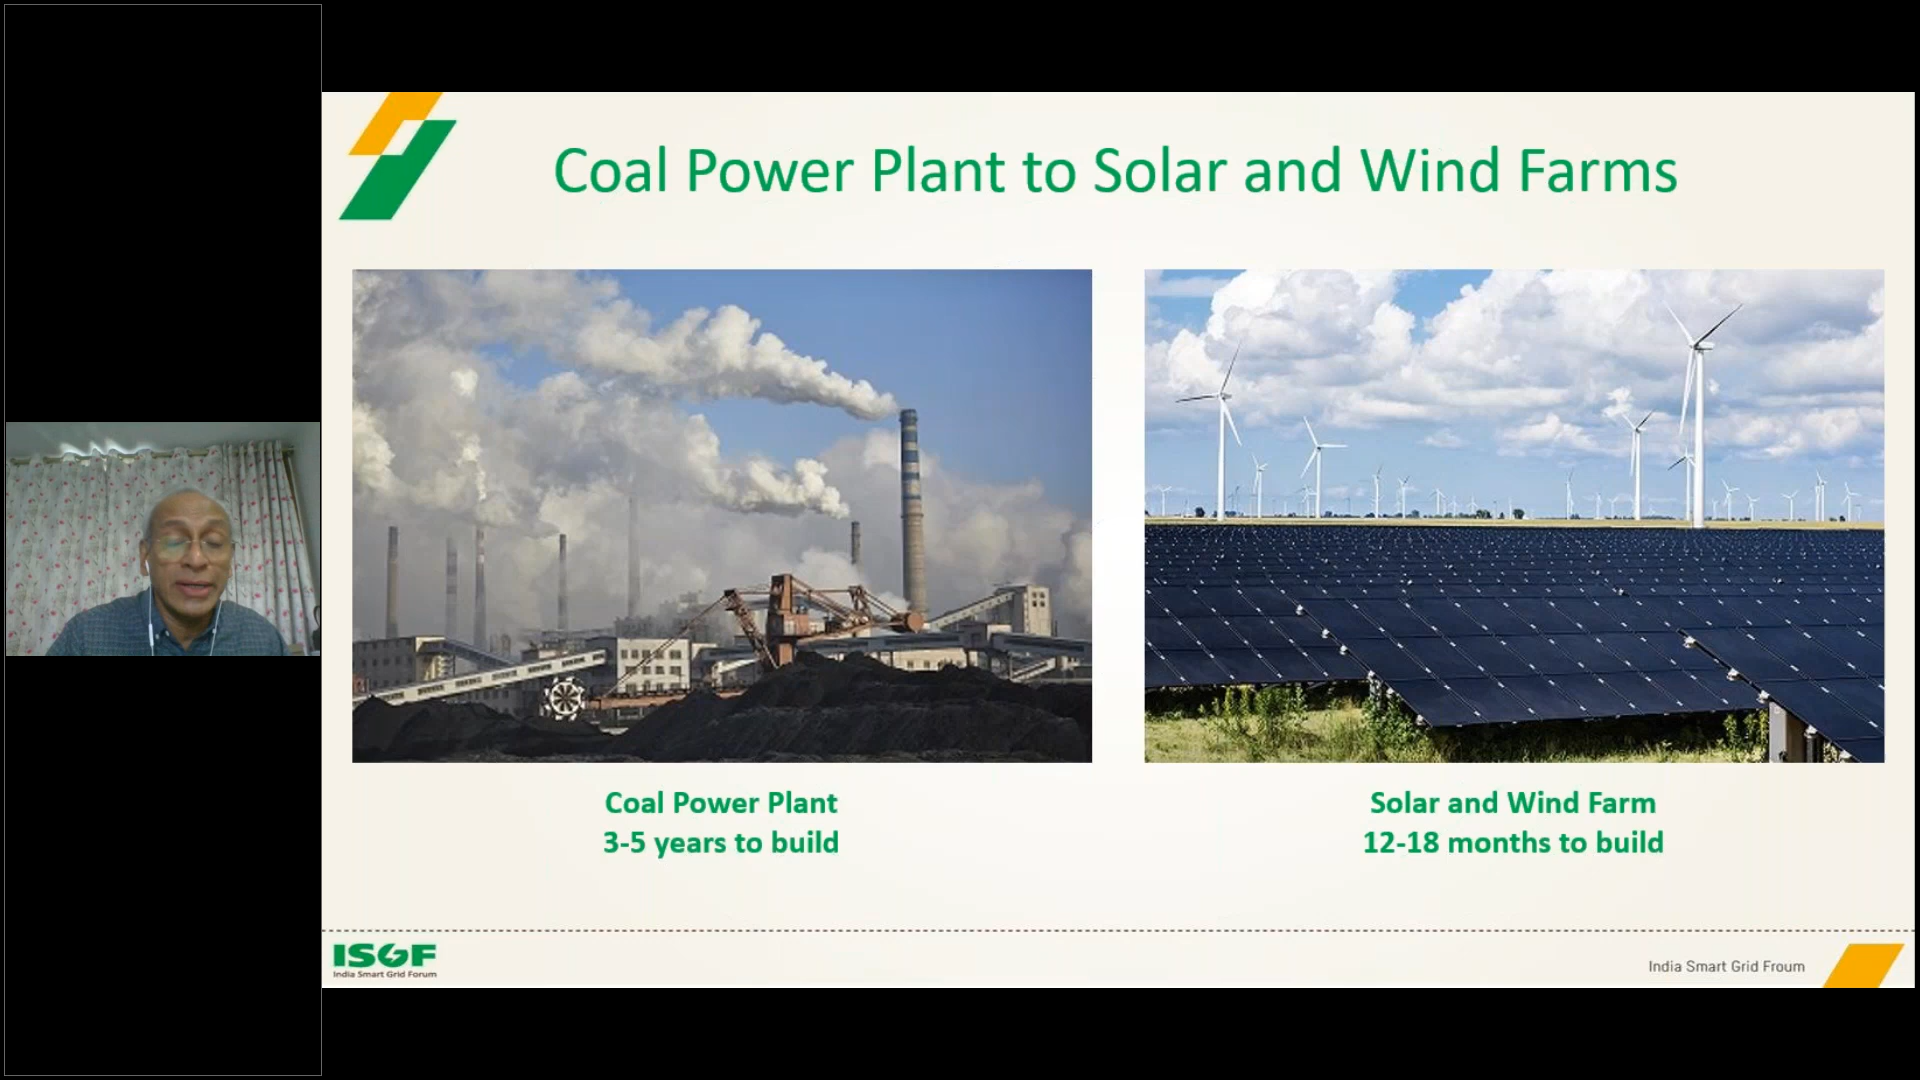 Coal Power Plant to Solar and Wind Farms
Coal Power Plant
3-5 years to build
Solar and Wind Farm
12-18 months to build
ISGF
India Smart Grid Forum
India Smart Grid Froum